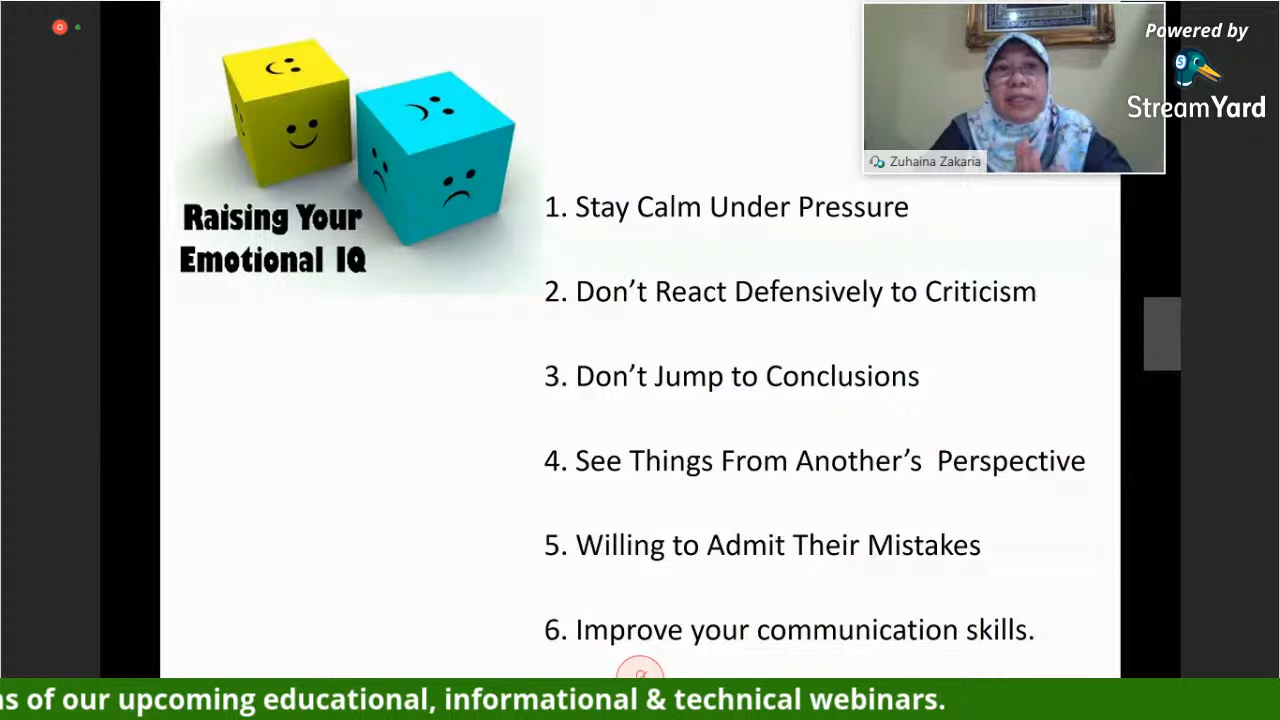 Powered by
StreamYard
Zuhaina Zakaria
Raising Your
Emotional IQ
1. Stay Calm Under Pressure
2. Don’t React Defensively to Criticism
3. Don’t Jump to Conclusions
4. See Things From Another’s  Perspective
5. Willing to Admit Their Mistakes
6. Improve your communication skills.
of our upcoming educational, informational & technical webinars.